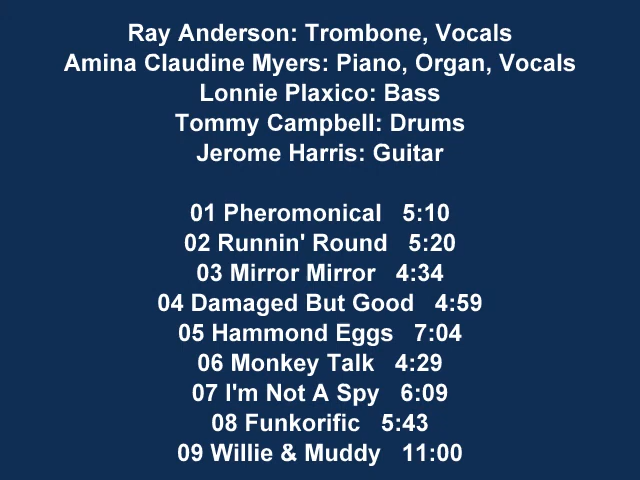 Ray Anderson: Trombone, Vocals
Amina Claudine Myers: Piano, Organ, Vocals
Lonnie Plaxico: Bass
Tommy Campbell: Drums
Jerome Harris: Guitar
01 Pheromonical 5:10
02 Runnin' Round 5:20
03 Mirror Mirror 4:34
04 Damaged But Good 4:59
05 Hammond Eggs 7:04
06 Monkey Talk 4:29
07 I'm Not A Spy 6:09
08 Funkorific 5:43
09 Willie & Muddy 11:00